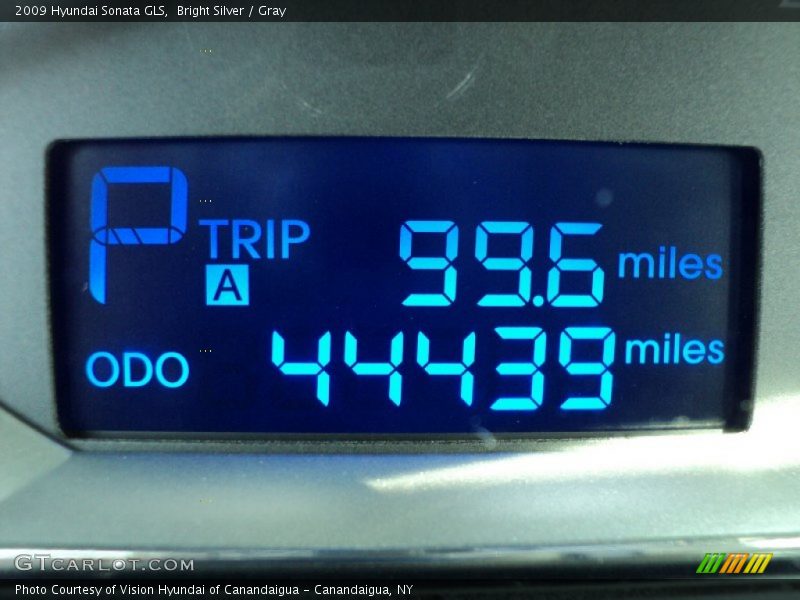 2009 Hyundai Sonata GLS,  Bright Silver / Gray
P
TRIP A 99.6 miles
ODO 44439 miles
GTCARLOT.COM
Photo Courtesy of Vision Hyundai of Canandaigua - Canandaigua, NY